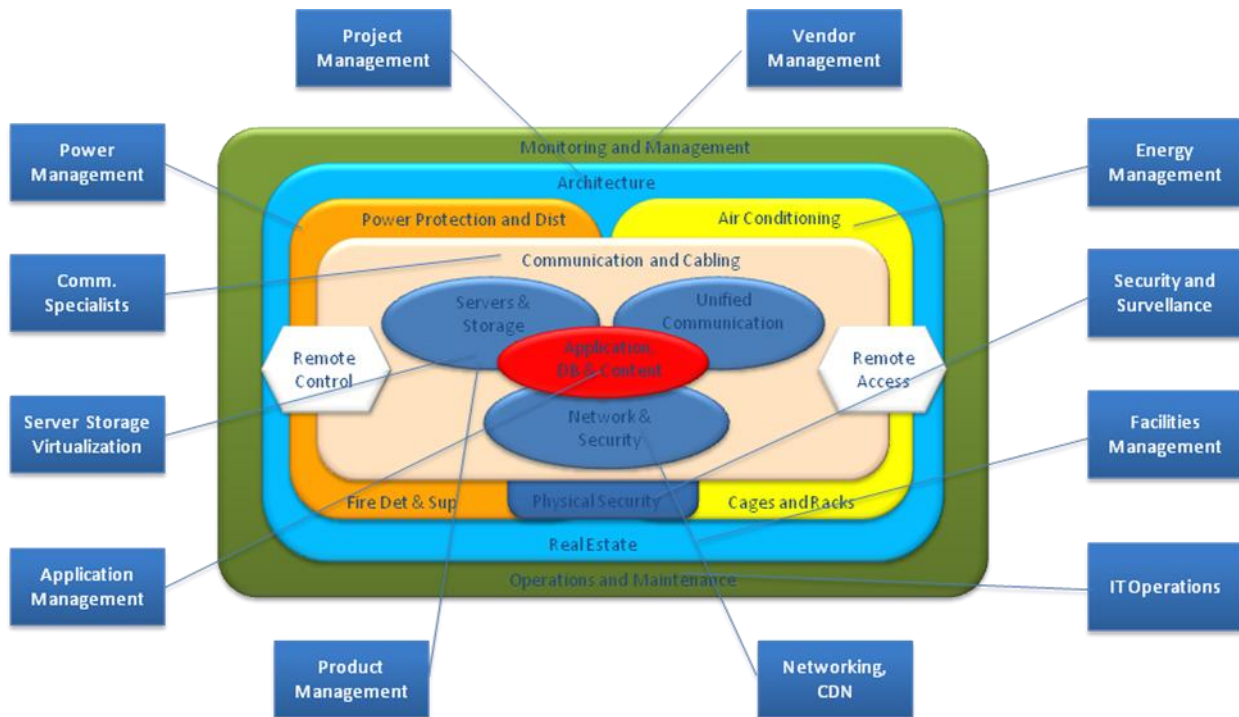 Project
Management
Vendor
Management
Power
Management
Energy
Management
Monitoring and Management
Architecture
Power Protection and Dist
Air Conditioning
Communication and Cabling
Comm.
Specialists
Security and
Survellance
Servers &
Storage
Unified
Communication
Application,
DB & Content
Remote
Control
Remote
Access
Network &
Security
Server Storage
Virtualization
Facilities
Management
Fire Det & Sup
Physical Security
Cages and Racks
Real Estate
Operations and Maintenance
Application
Management
IT Operations
Product
Management
Networking,
CDN